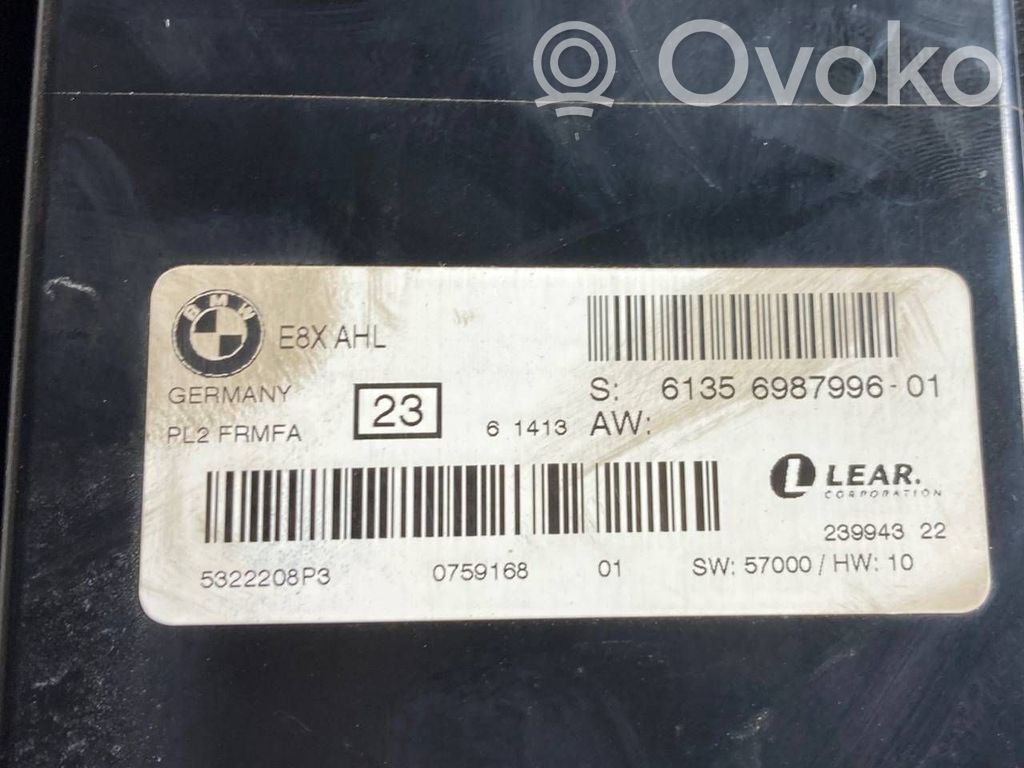 Ovoko
BMW
E8X AHL
GERMANY
PL2 FRMFA
23
6 1413
S: 6135 6987996-01
AW:
LEAR.
CORPORATION
239943 22
5322208P3 0759168 01 SW: 57000 / HW: 10